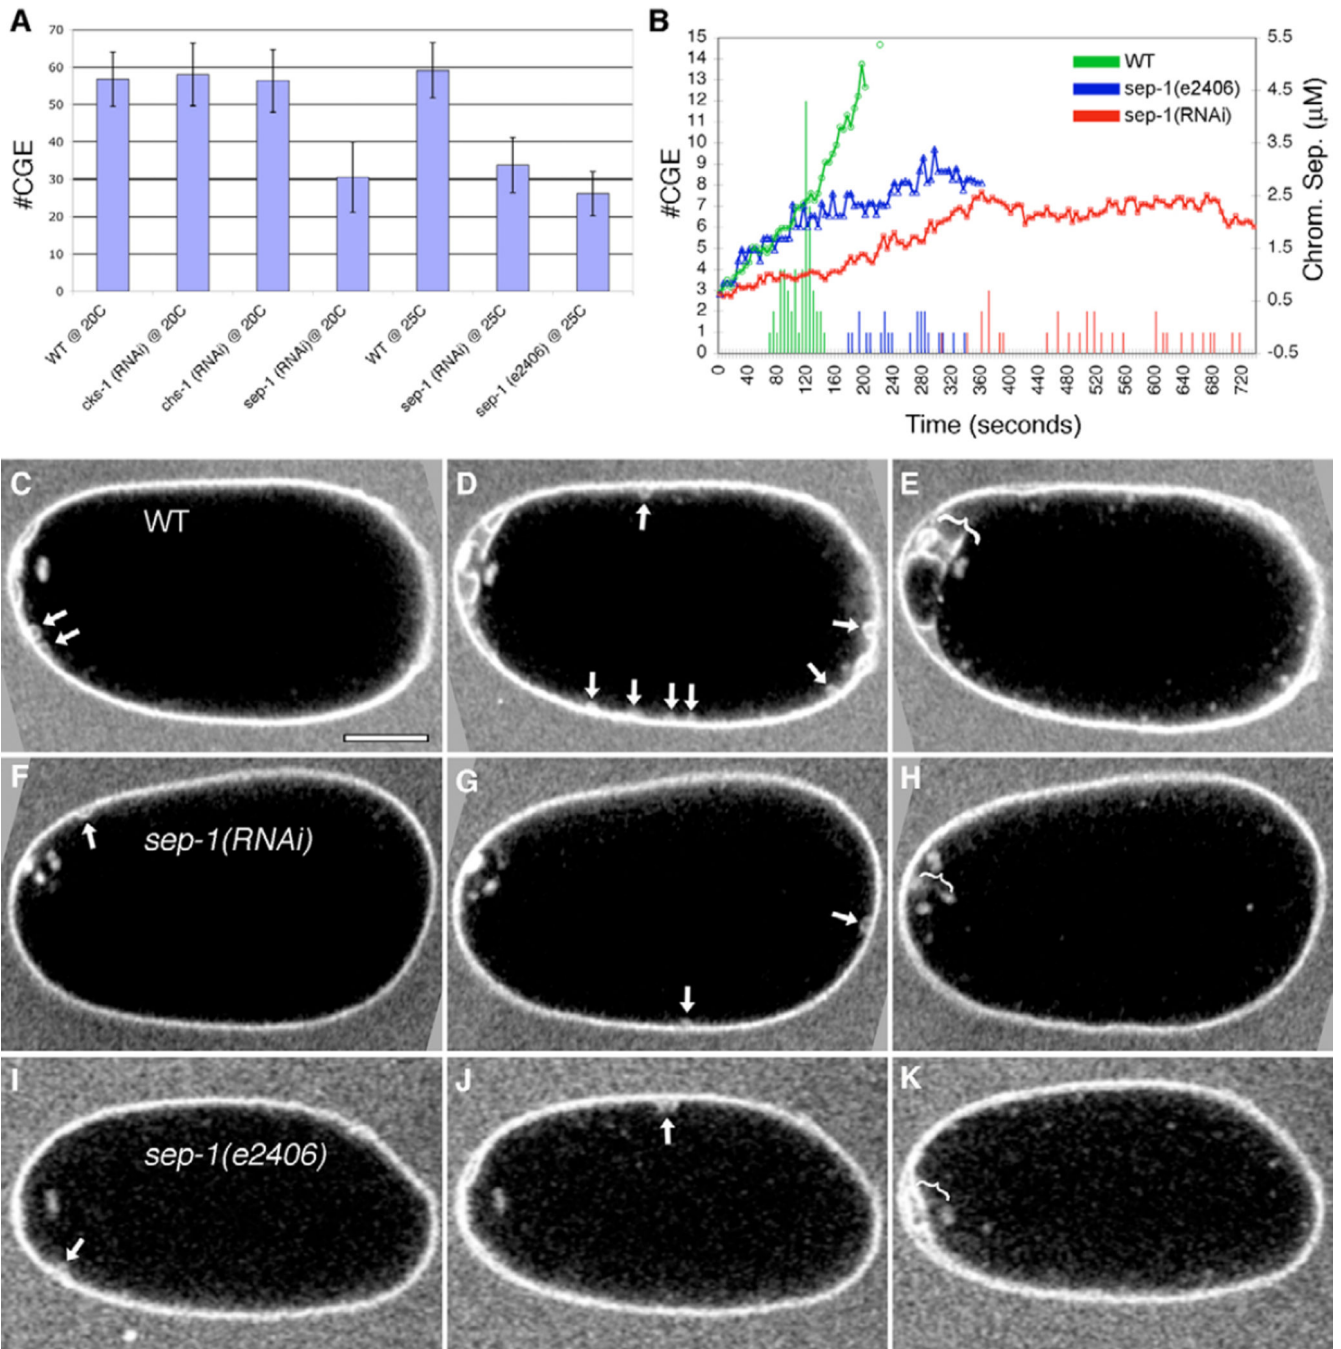 A
70
60
50
40
30
20
10
0
#CGE
WT @ 20C
cks-1 (RNAi) @ 20C
chs-1 (RNAi) @ 20C
sep-1 (RNAi)@ 20C
WT @ 25C
sep-1 (RNAi) @ 25C
sep-1 (e2406) @ 25C
B
15
14
13
12
11
10
9
8
7
6
5
4
3
2
1
0
#CGE
WT
sep-1(e2406)
sep-1(RNAi)
5.5
4.5
3.5
2.5
1.5
0.5
-0.5
Chrom. Sep. (µM)
0 40 80 120 160 200 240 280 320 360 400 440 480 520 560 600 640 680 720
Time (seconds)
C
WT
D
E
F
sep-1(RNAi)
G
H
I
sep-1(e2406)
J
K